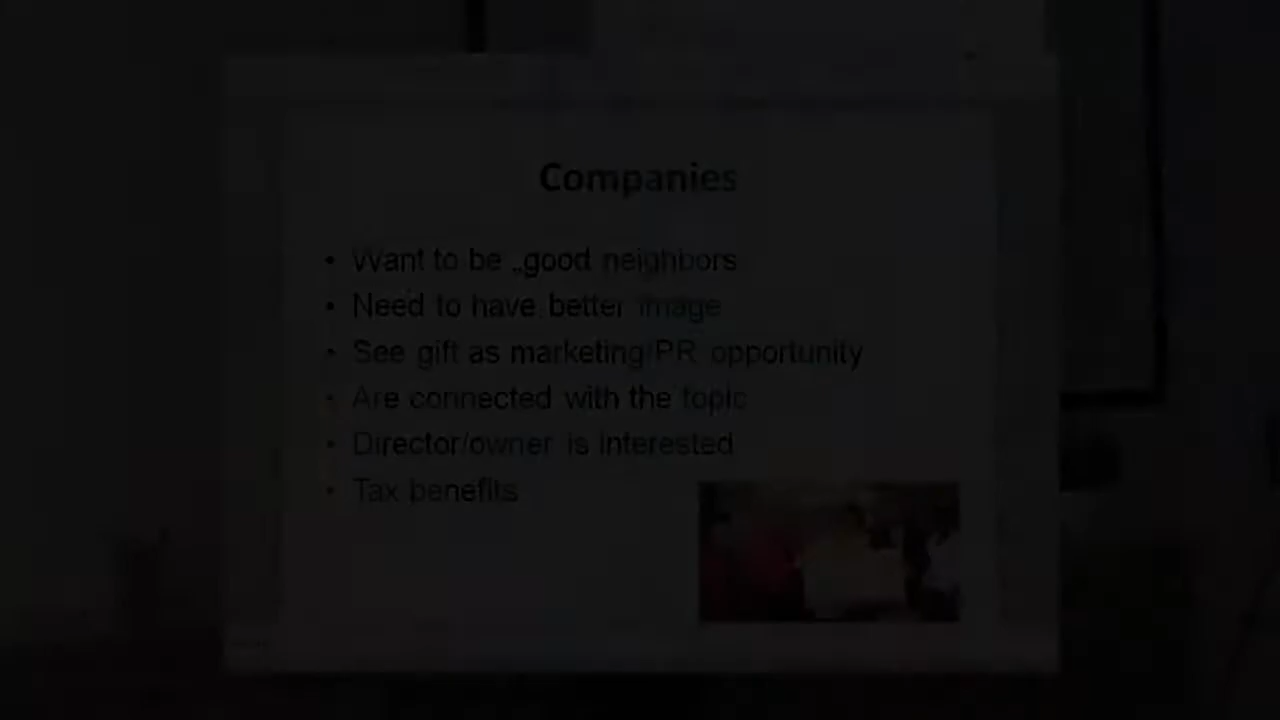 Companies
• Want to be „good neighbors
• Need to have better image
• See gift as marketing/PR opportunity
• Are connected with the topic
• Director/owner is interested
• Tax benefits